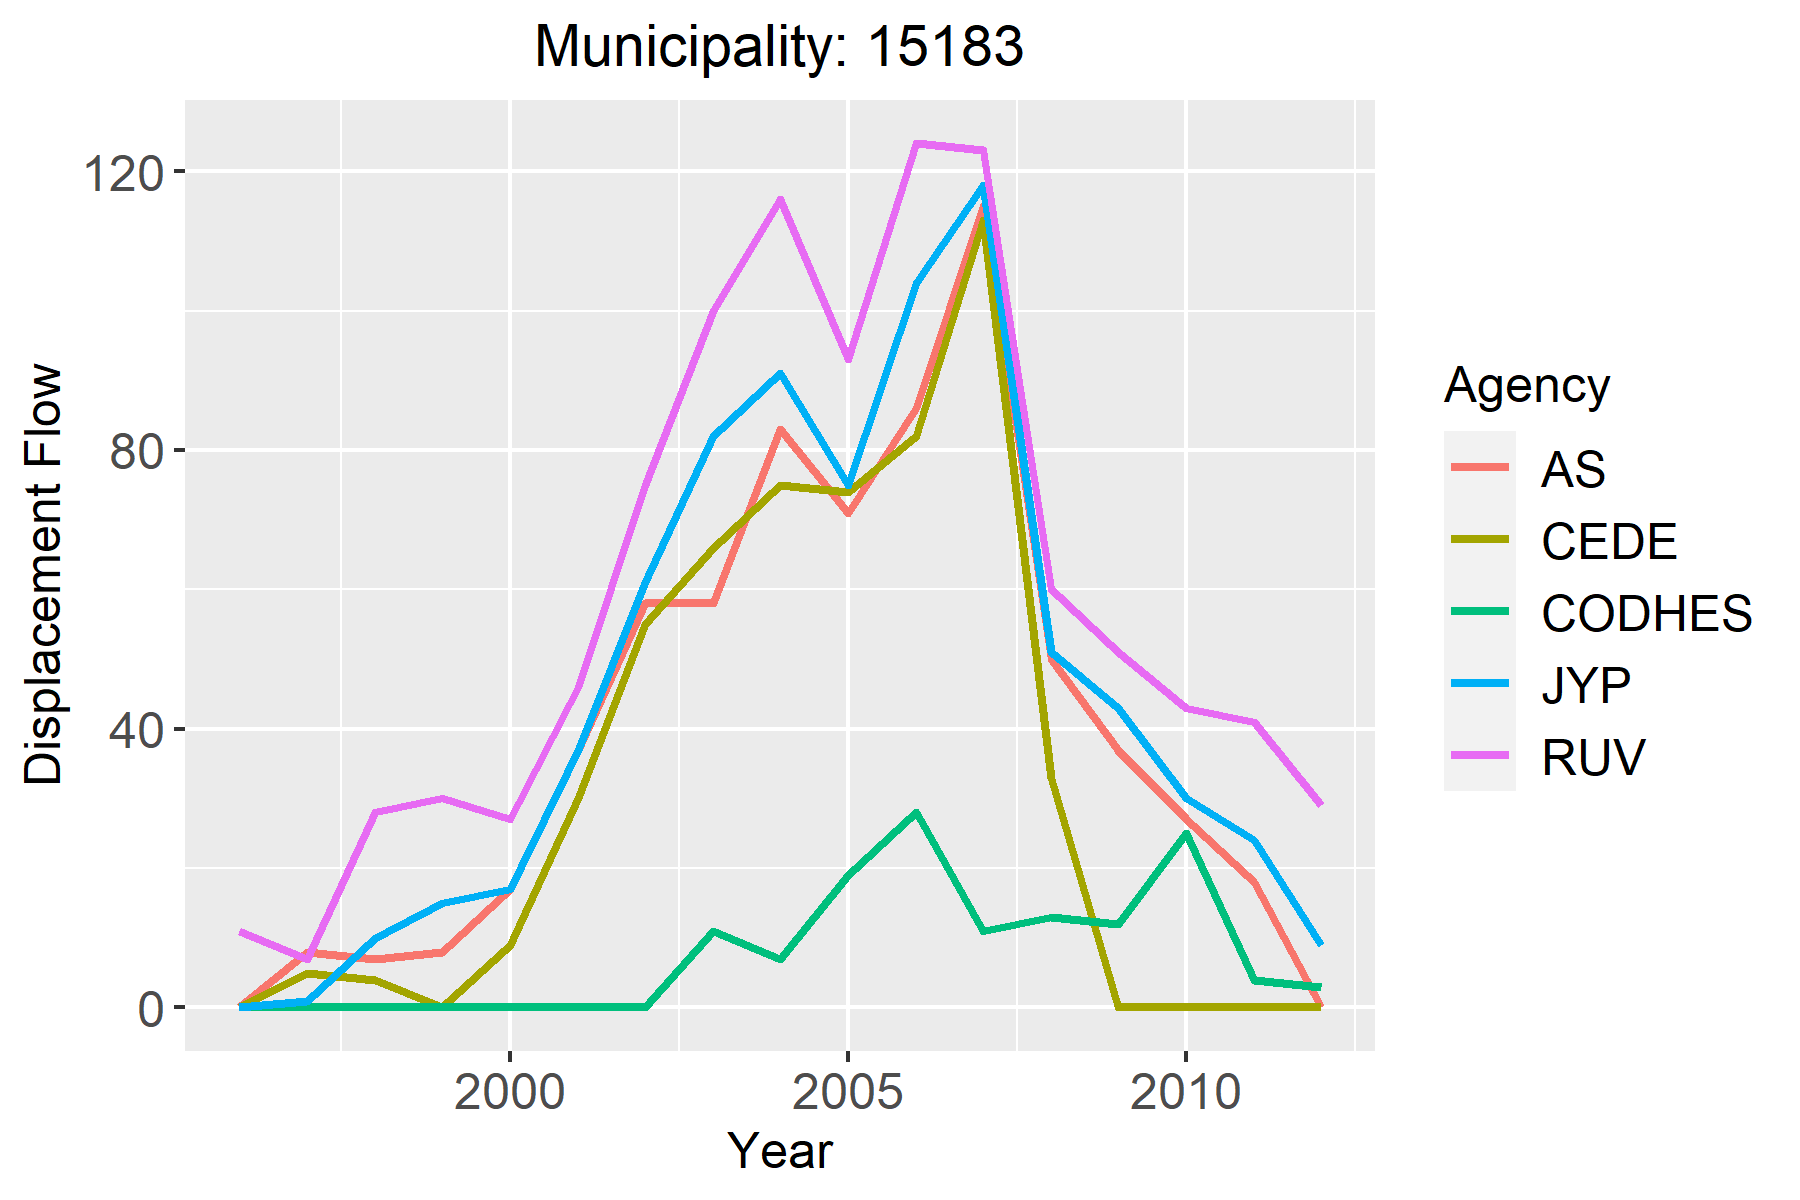 Municipality: 15183
Displacement Flow
120
80
40
0
2000 2005 2010
Year
Agency
AS
CEDE
CODHES
JYP
RUV